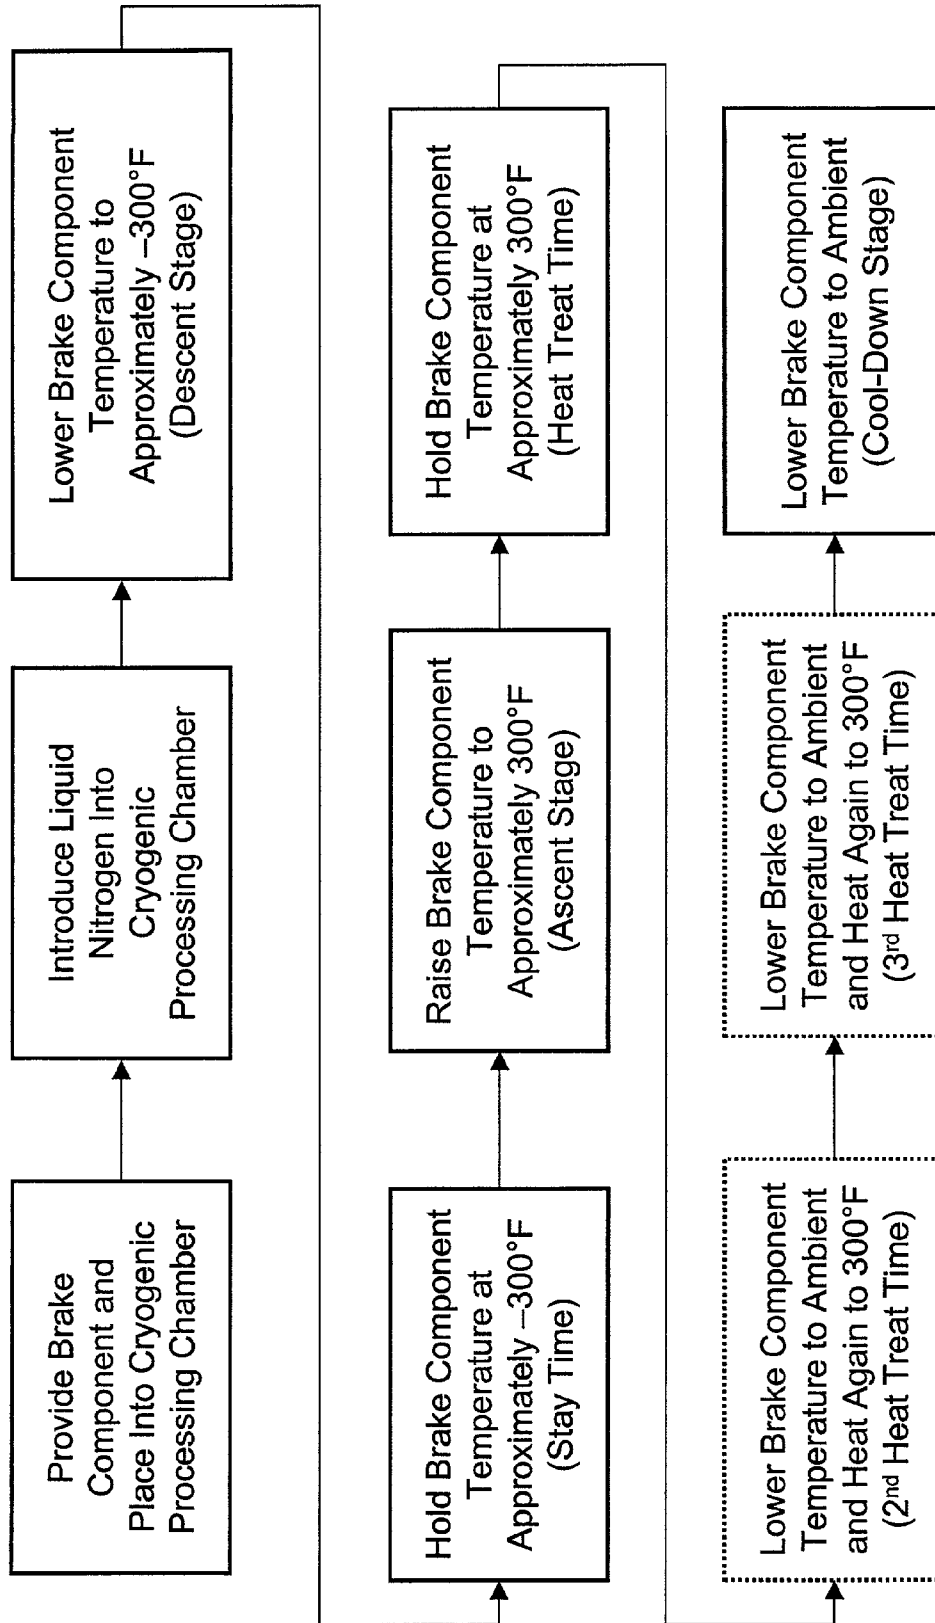 Provide Brake
Component and
Place Into Cryogenic
Processing Chamber
Introduce Liquid
Nitrogen Into
Cryogenic
Processing Chamber
Lower Brake Component
Temperature to
Approximately –300°F
(Descent Stage)
Hold Brake Component
Temperature at
Approximately –300°F
(Stay Time)
Raise Brake Component
Temperature to
Approximately 300°F
(Ascent Stage)
Hold Brake Component
Temperature at
Approximately 300°F
(Heat Treat Time)
Lower Brake Component
Temperature to Ambient
and Heat Again to 300°F
(2nd Heat Treat Time)
Lower Brake Component
Temperature to Ambient
and Heat Again to 300°F
(3rd Heat Treat Time)
Lower Brake Component
Temperature to Ambient
(Cool-Down Stage)